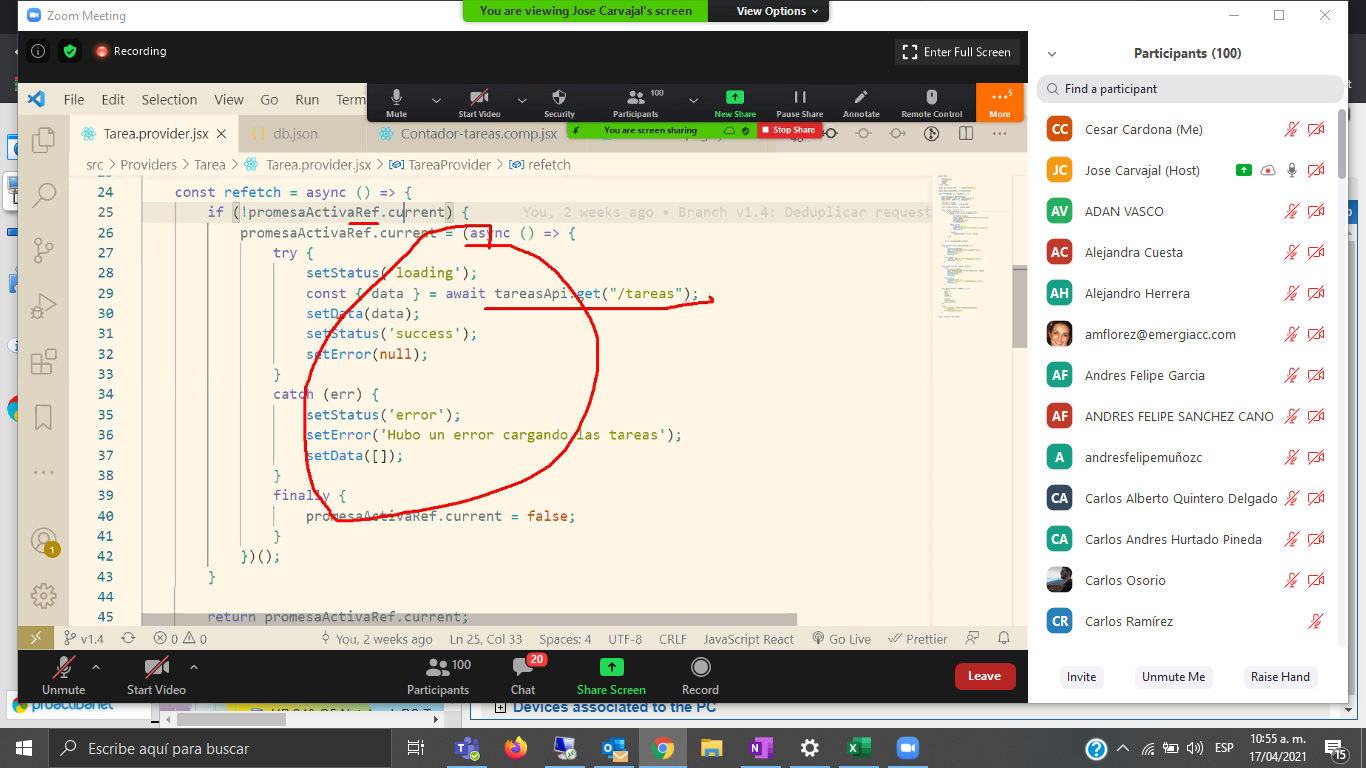 Zoom Meeting
You are viewing Jose Carvajal's screen
View Options
Recording
Enter Full Screen
File Edit Selection View Go Run Term
Mute
Start Video
Security
100
Participants
New Share
Pause Share
Annotate
Remote Control
5
More
You are screen sharing
Stop Share
Tarea.provider.jsx
db.json
Contador-tareas.comp.jsx
src > Providers > Tarea > Tarea.provider.jsx > TareaProvider > refetch
24 const refetch = async () => {
25 if (!promesaActivaRef.current) { You, 2 weeks ago • Branch v1.4: Deduplicar request
26 promesaActivaRef.current = (async () => {
27 try {
28 setStatus('loading');
29 const { data } = await tareasApi.get("/tareas");
30 setData(data);
31 setStatus('success');
32 setError(null);
33 }
34 catch (err) {
35 setStatus('error');
36 setError('Hubo un error cargando las tareas');
37 setData([]);
38 }
39 finally {
40 promesaActivaRef.current = false;
41 }
42 })();
43 }
44
45 return promesaActivaRef.current;
1
v1.4 0 0 You, 2 weeks ago Ln 25, Col 33 Spaces: 4 UTF-8 CRLF JavaScript React Go Live Prettier
Unmute
Start Video
100
Participants
20
Chat
Share Screen
Record
Leave
Participants (100)
Find a participant
CC Cesar Cardona (Me)
JC Jose Carvajal (Host)
AV ADAN VASCO
AC Alejandra Cuesta
AH Alejandro Herrera
amflorez@emergiacc.com
AF Andres Felipe Garcia
AF ANDRES FELIPE SANCHEZ CANO
A andresfelipemuñozc
CA Carlos Alberto Quintero Delgado
CA Carlos Andres Hurtado Pineda
Carlos Osorio
CR Carlos Ramírez
Invite
Unmute Me
Raise Hand
proactibanet
Devices associated to the PC
Escribe aquí para buscar
ESP
10:55 a. m.
17/04/2021
15